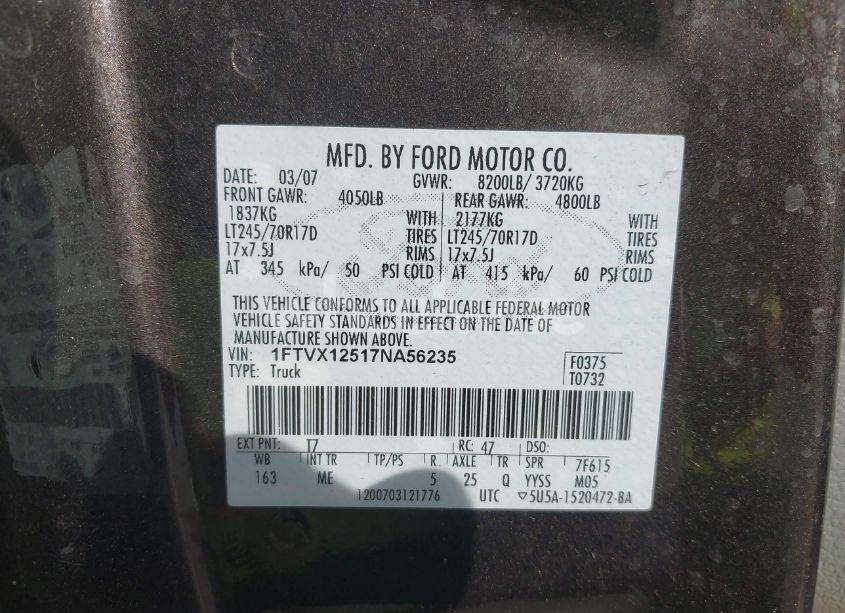 MFD. BY FORD MOTOR CO.
DATE: 03/07 GVWR: 8200LB/ 3720KG
FRONT GAWR: 4050LB REAR GAWR: 4800LB
1837KG WITH 2177KG WITH
LT245/70R17D TIRES LT245/70R17D TIRES
17x7.5J RIMS 17x7.5J RIMS
AT 345 kPa/ 50 PSI COLD AT 415 kPa/ 60 PSI COLD
THIS VEHICLE CONFORMS TO ALL APPLICABLE FEDERAL MOTOR
VEHICLE SAFETY STANDARDS IN EFFECT ON THE DATE OF
MANUFACTURE SHOWN ABOVE.
VIN: 1FTVX12517NA56235 F0375
TYPE: Truck T0732
EXT PNT: T7 RC: 47 DSO:
WB INT TR TP/PS R AXLE TR SPR 7F615
163 ME 5 25 Q YYSS M05
1200703121776 UTC ▽5U5A-1520472-BA